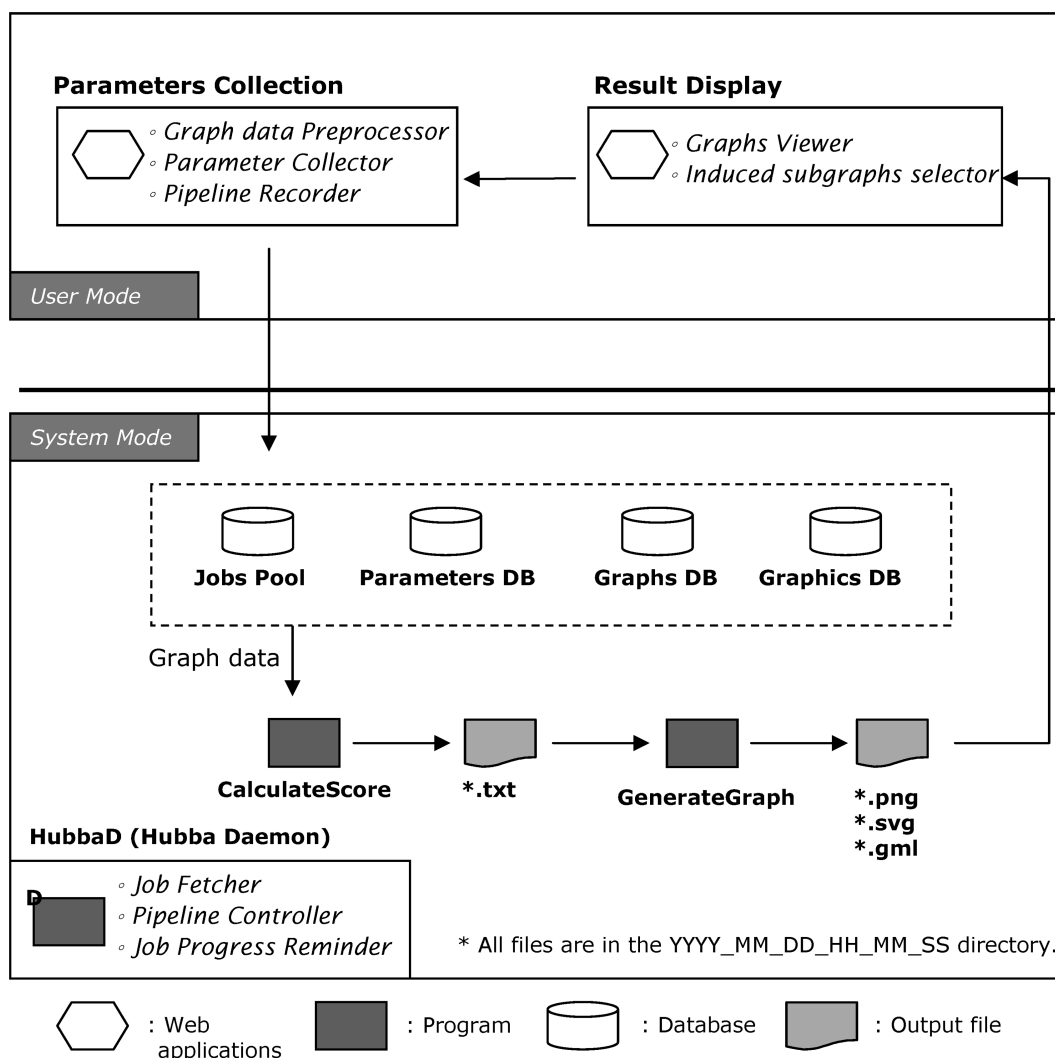 Parameters Collection
Result Display
◦ Graph data Preprocessor
◦ Parameter Collector
◦ Pipeline Recorder
◦ Graphs Viewer
◦ Induced subgraphs selector
User Mode
System Mode
Jobs Pool
Parameters DB
Graphs DB
Graphics DB
Graph data
CalculateScore
*.txt
GenerateGraph
*.png
*.svg
*.gml
HubbaD (Hubba Daemon)
D
◦ Job Fetcher
◦ Pipeline Controller
◦ Job Progress Reminder
* All files are in the YYYY_MM_DD_HH_MM_SS directory.
: Web
applications
: Program
: Database
: Output file